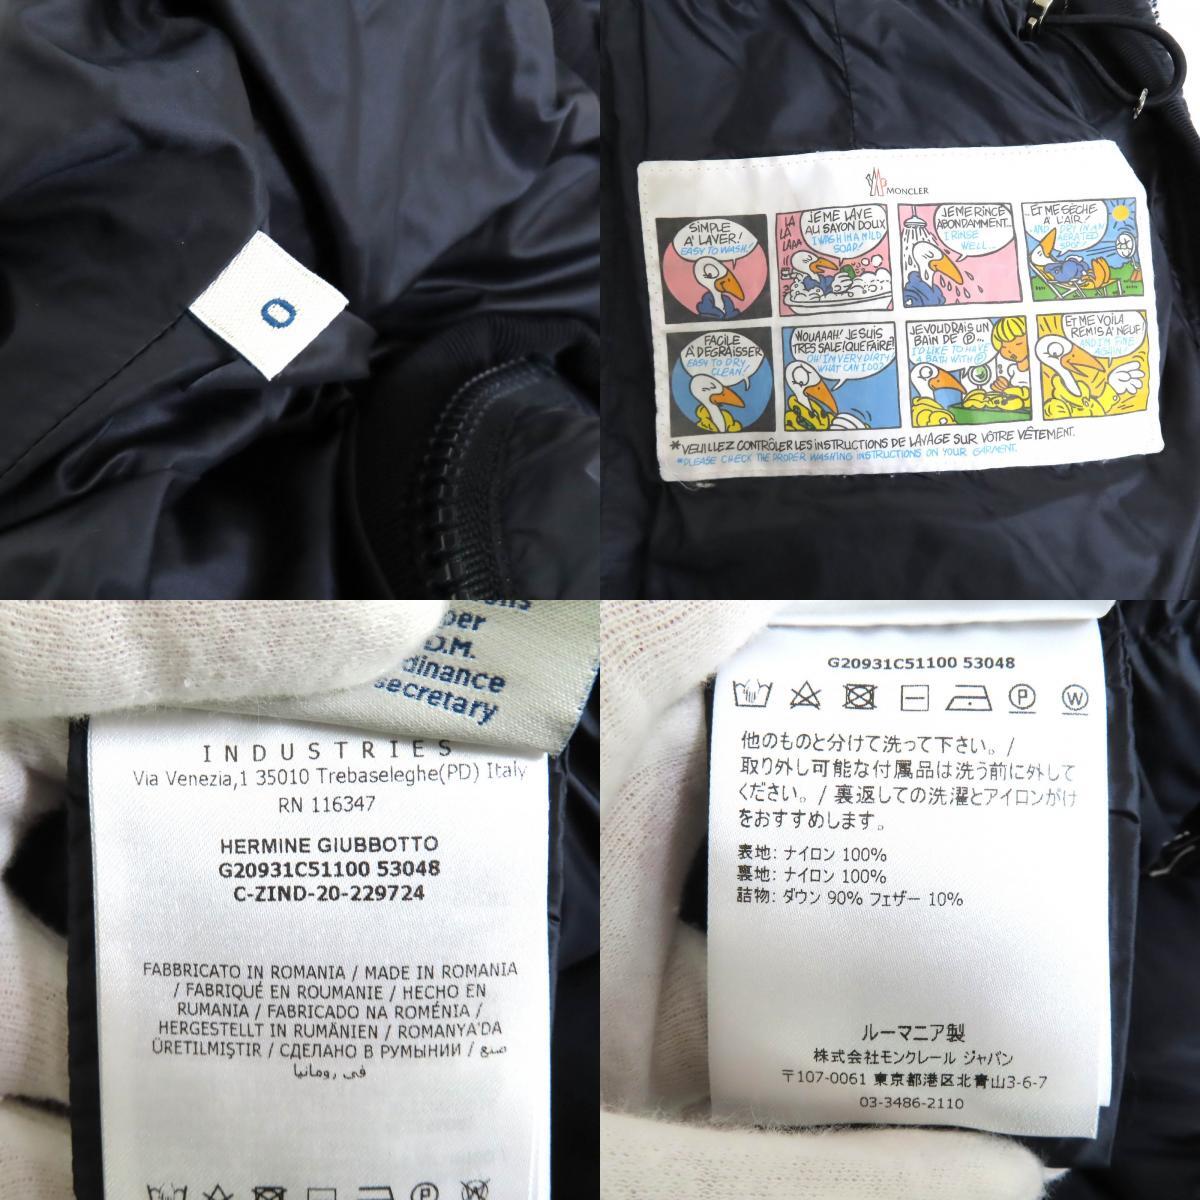 0
MONCLER
SIMPLE
À LAVER!
EASY TO WASH!
LA
LA
LAAA
!!
JE ME LAVE
AU SAVON DOUX
I WASH IN A MILD
SOAP!
JE ME RINCE
ABONDAMMENT...
I RINSE
WELL...
...ET ME SÈCHE
À L'AIR!
...AND DRY IN AN
AERATED
SPOT!
FACILE
À DEGRAISSER
EASY TO DRY
CLEAN!
WOUAAAH! JE SUIS
TRES SALE! QUE FAIRE!
OH! I'M VERY DIRTY!
WHAT CAN I DO?
JE VOUDRAIS UN
BAIN DE P...
I'D LIKE TO HAVE
A BATH WITH P
ET ME VOILA
REMIS A NEUF!
AND I'M FINE
AGAIN!
*VEUILLEZ CONTRÔLER LES INSTRUCTIONS DE LAVAGE SUR VÔTRE VÊTEMENT.
*PLEASE CHECK THE PROPER WASHING INSTRUCTIONS ON YOUR GARMENT.
per
D.M.
dinance
secretary
INDUSTRIES
Via Venezia,1 35010 Trebaseleghe(PD) Italy
RN 116347
HERMINE GIUBBOTTO
G20931C51100 53048
C-ZIND-20-229724
FABBRICATO IN ROMANIA / MADE IN ROMANIA
/ FABRIQUÉ EN ROUMANIE / HECHO EN
RUMANIA / FABRICADO NA ROMÉNIA /
HERGESTELLT IN RUMÄNIEN / ROMANYA'DA
ÜRETILMIŞTIR / СДЕЛАНО В РУМЫНИИ / صنع
في رومانيا
G20931C51100 53048
P W
他のものと分けて洗って下さい。/
取り外し可能な付属品は洗う前に外して
ください。/ 裏返しての洗濯とアイロンがけ
をおすすめします。
表地: ナイロン 100%
裏地: ナイロン 100%
詰物: ダウン 90% フェザー 10%
ルーマニア製
株式会社モンクレール ジャパン
〒107-0061 東京都港区北青山3-6-7
03-3486-2110